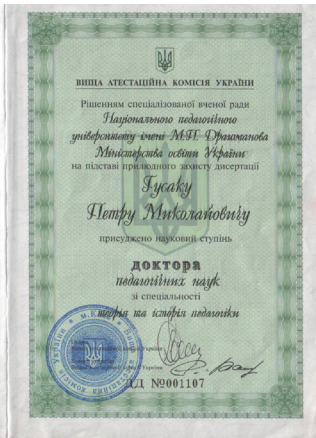 ВИЩА АТЕСТАЦІЙНА КОМІСІЯ УКРАЇНИ
Рішенням спеціалізованої вченої ради
Національного педагогічного
університету імені М.П. Драгоманова
Міністерства освіти України
на підставі прилюдного захисту дисертації
Гусаку
Петру Миколайовичу
присуджено науковий ступінь
доктора
педагогічних наук
зі спеціальності
теорія та історія педагогіки
ДД №001107